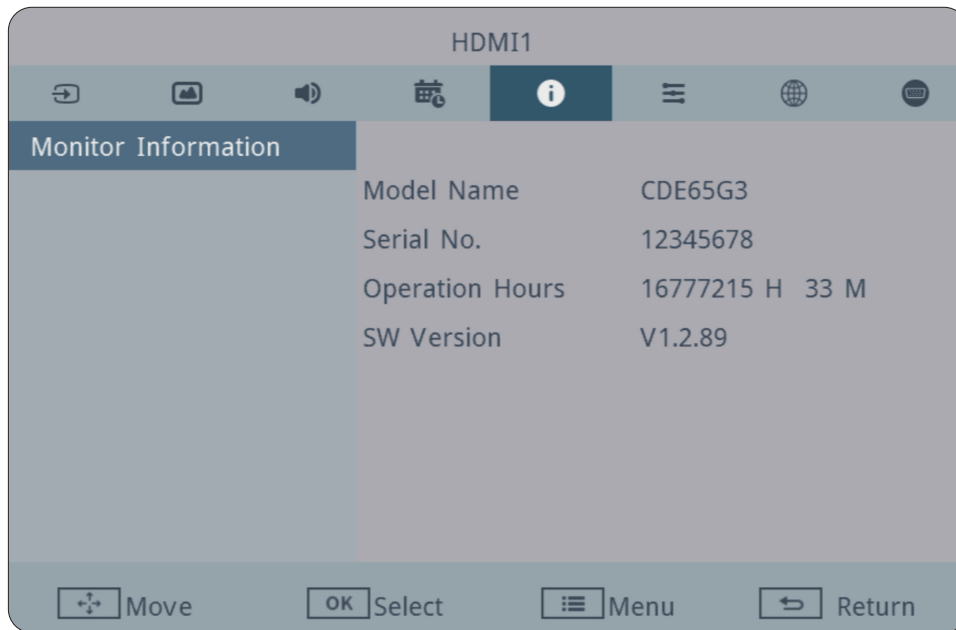 HDMI1
Monitor Information
Model Name CDE65G3
Serial No. 12345678
Operation Hours 16777215 H 33 M
SW Version V1.2.89
Move OK Select Menu Return